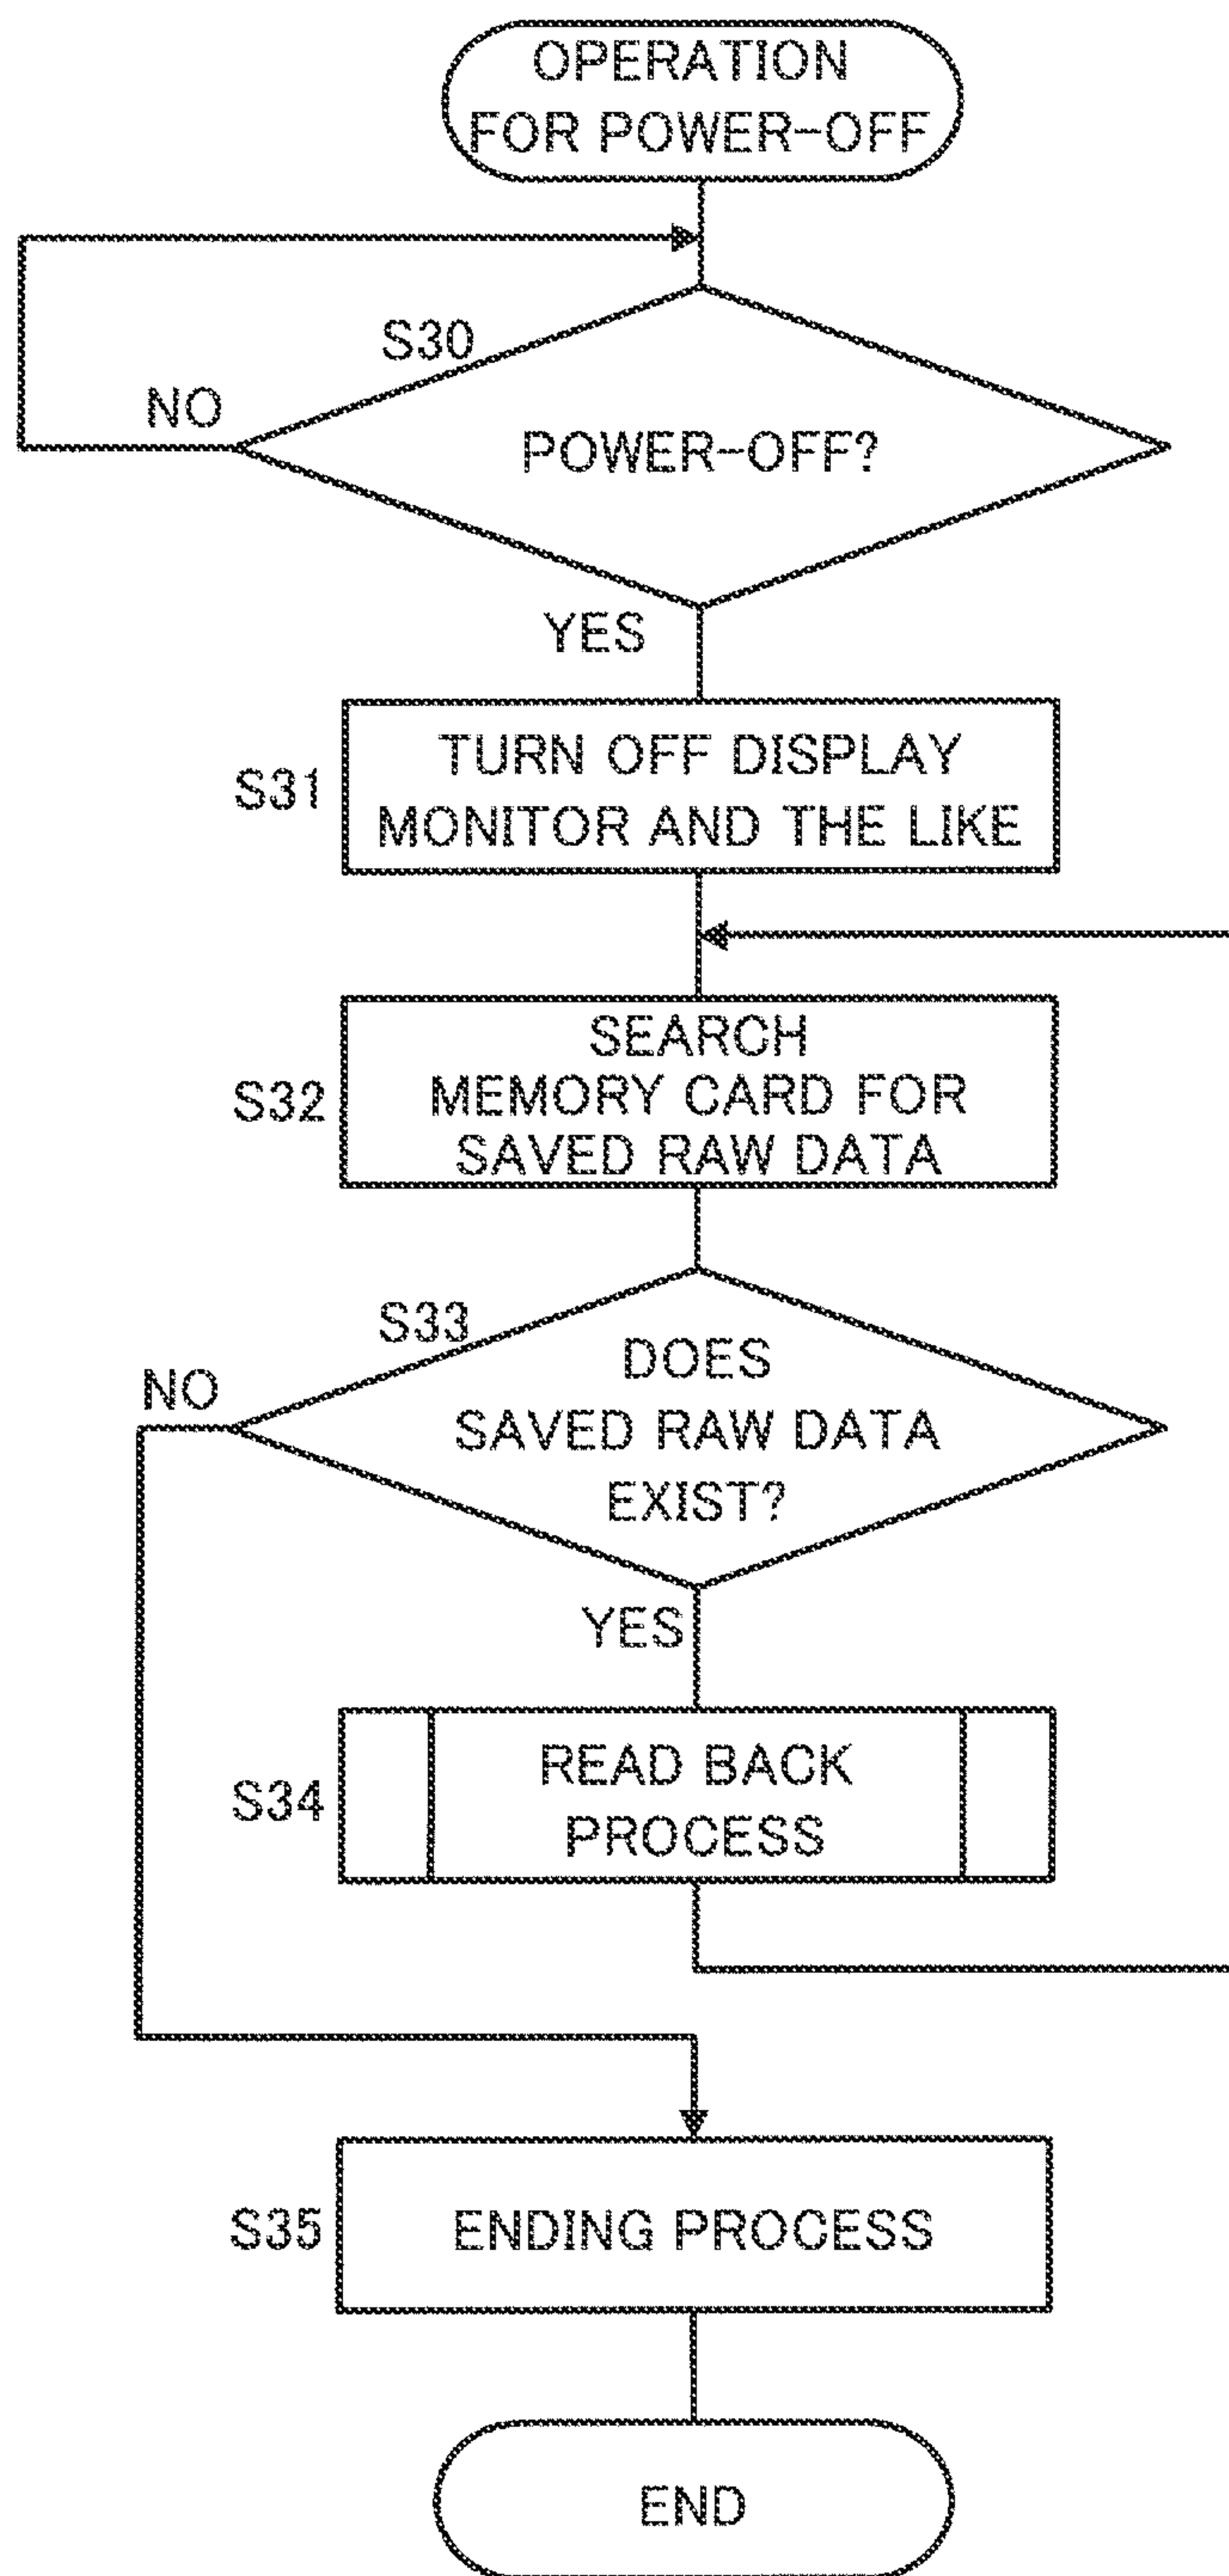 OPERATION
FOR POWER-OFF
S30
NO
POWER-OFF?
YES
S31
TURN OFF DISPLAY
MONITOR AND THE LIKE
S32
SEARCH
MEMORY CARD FOR
SAVED RAW DATA
S33
NO
DOES
SAVED RAW DATA
EXIST?
YES
S34
READ BACK
PROCESS
S35
ENDING PROCESS
END